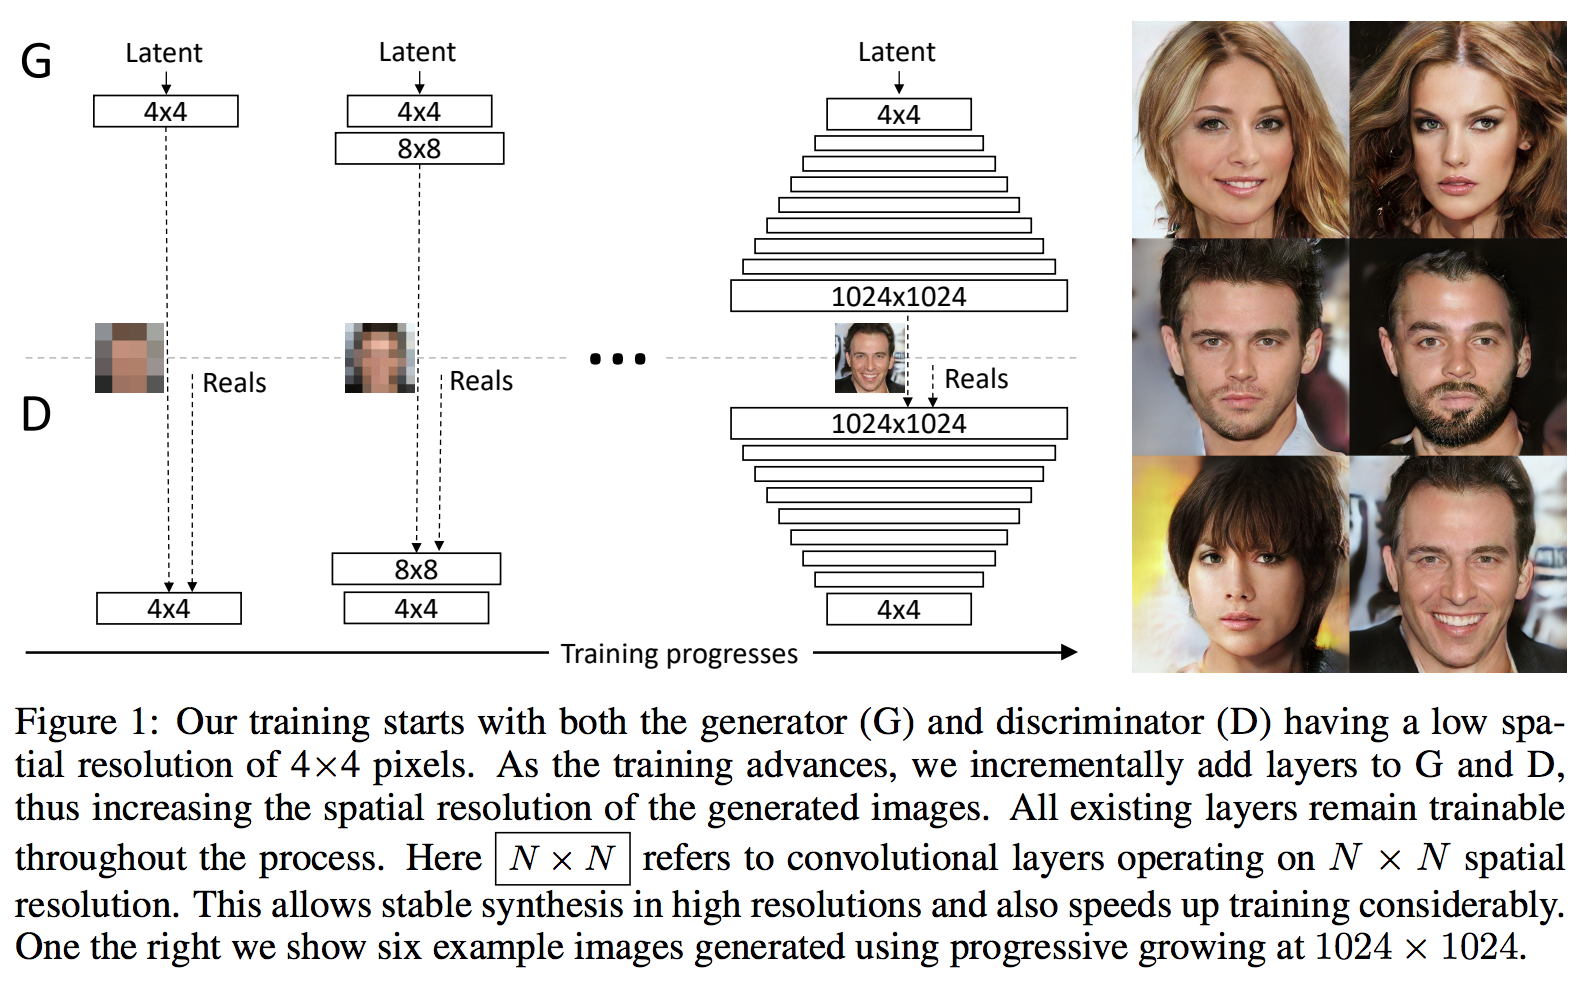 G
Latent
4x4
Latent
4x4
8x8
Latent
4x4
1024x1024
Reals
Reals
Reals
D
4x4
8x8
4x4
1024x1024
4x4
Training progresses
Figure 1: Our training starts with both the generator (G) and discriminator (D) having a low spa-
tial resolution of 4×4 pixels. As the training advances, we incrementally add layers to G and D,
thus increasing the spatial resolution of the generated images. All existing layers remain trainable
throughout the process. Here N × N refers to convolutional layers operating on N × N spatial
resolution. This allows stable synthesis in high resolutions and also speeds up training considerably.
One the right we show six example images generated using progressive growing at 1024 × 1024.